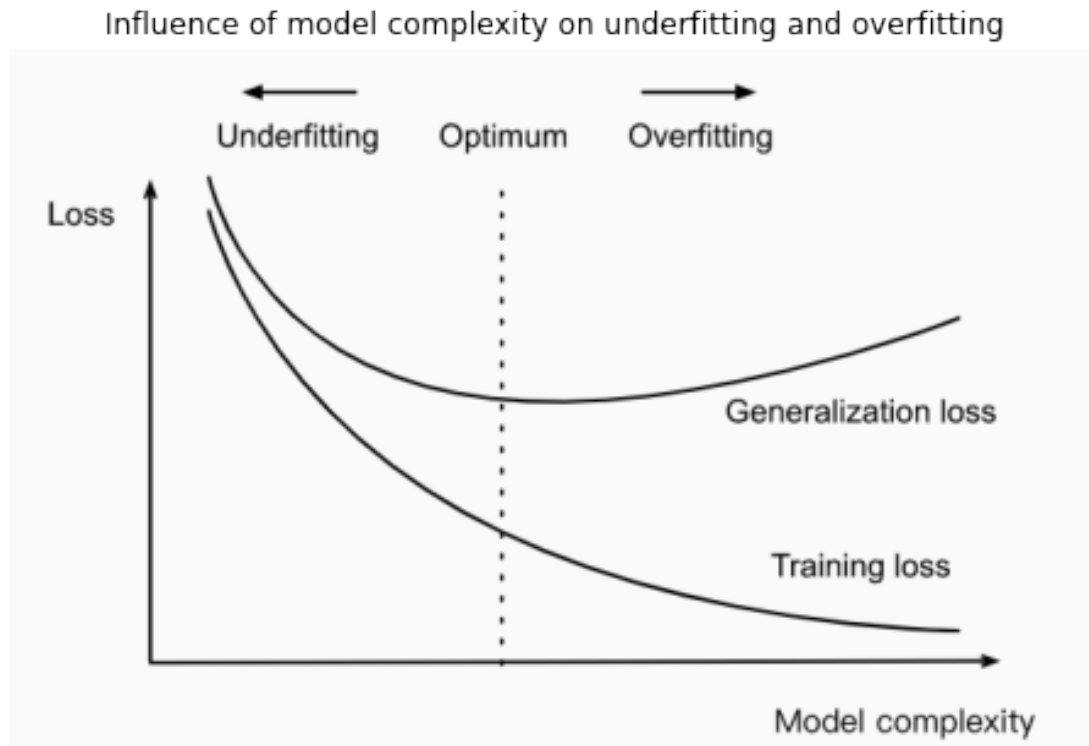 Influence of model complexity on underfitting and overfitting
Underfitting Optimum Overfitting
Loss
Generalization loss
Training loss
Model complexity